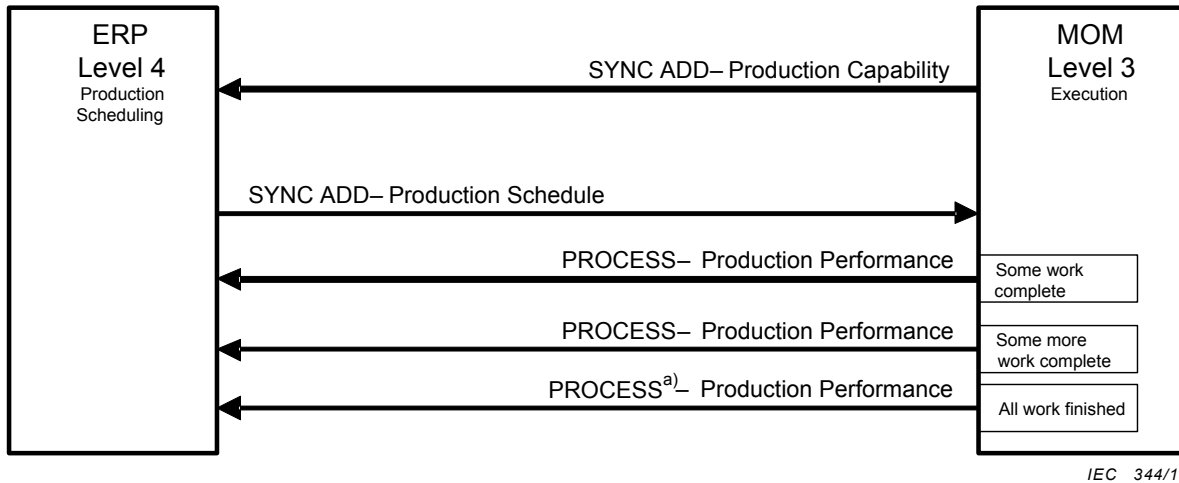 ERP
Level 4
Production
Scheduling
MOM
Level 3
Execution
SYNC ADD– Production Capability
SYNC ADD– Production Schedule
PROCESS– Production Performance
Some work
complete
PROCESS– Production Performance
Some more
work complete
PROCESSa)– Production Performance
All work finished
IEC 344/1